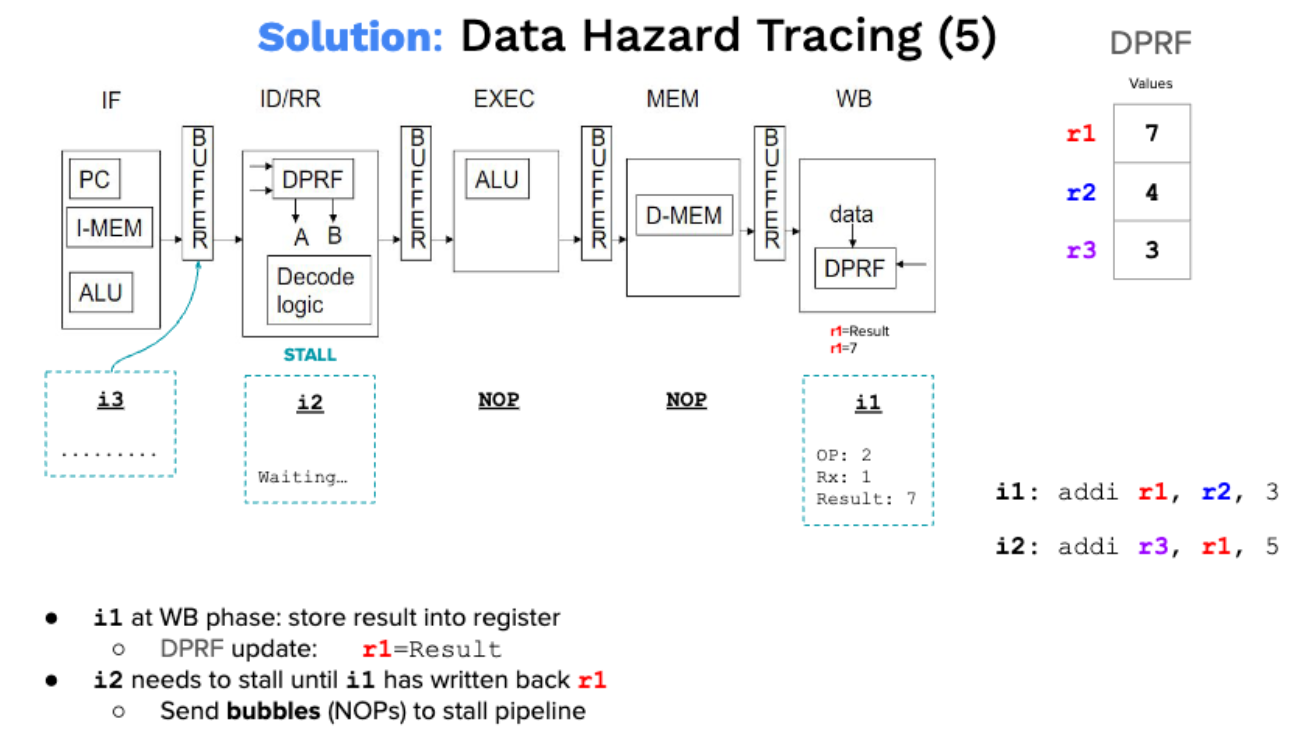 Solution: Data Hazard Tracing (5)
DPRF
Values
r1 7
r2 4
r3 3
IF
ID/RR
EXEC
MEM
WB
PC
I-MEM
ALU
BUFFER
DPRF
A B
Decode
logic
BUFFER
ALU
BUFFER
D-MEM
BUFFER
data
DPRF
r1=Result
r1=7
STALL
i3
.........
i2
Waiting…
NOP
NOP
i1
OP: 2
Rx: 1
Result: 7
i1: addi r1, r2, 3
i2: addi r3, r1, 5
● i1 at WB phase: store result into register
○ DPRF update: r1=Result
● i2 needs to stall until i1 has written back r1
○ Send bubbles (NOPs) to stall pipeline